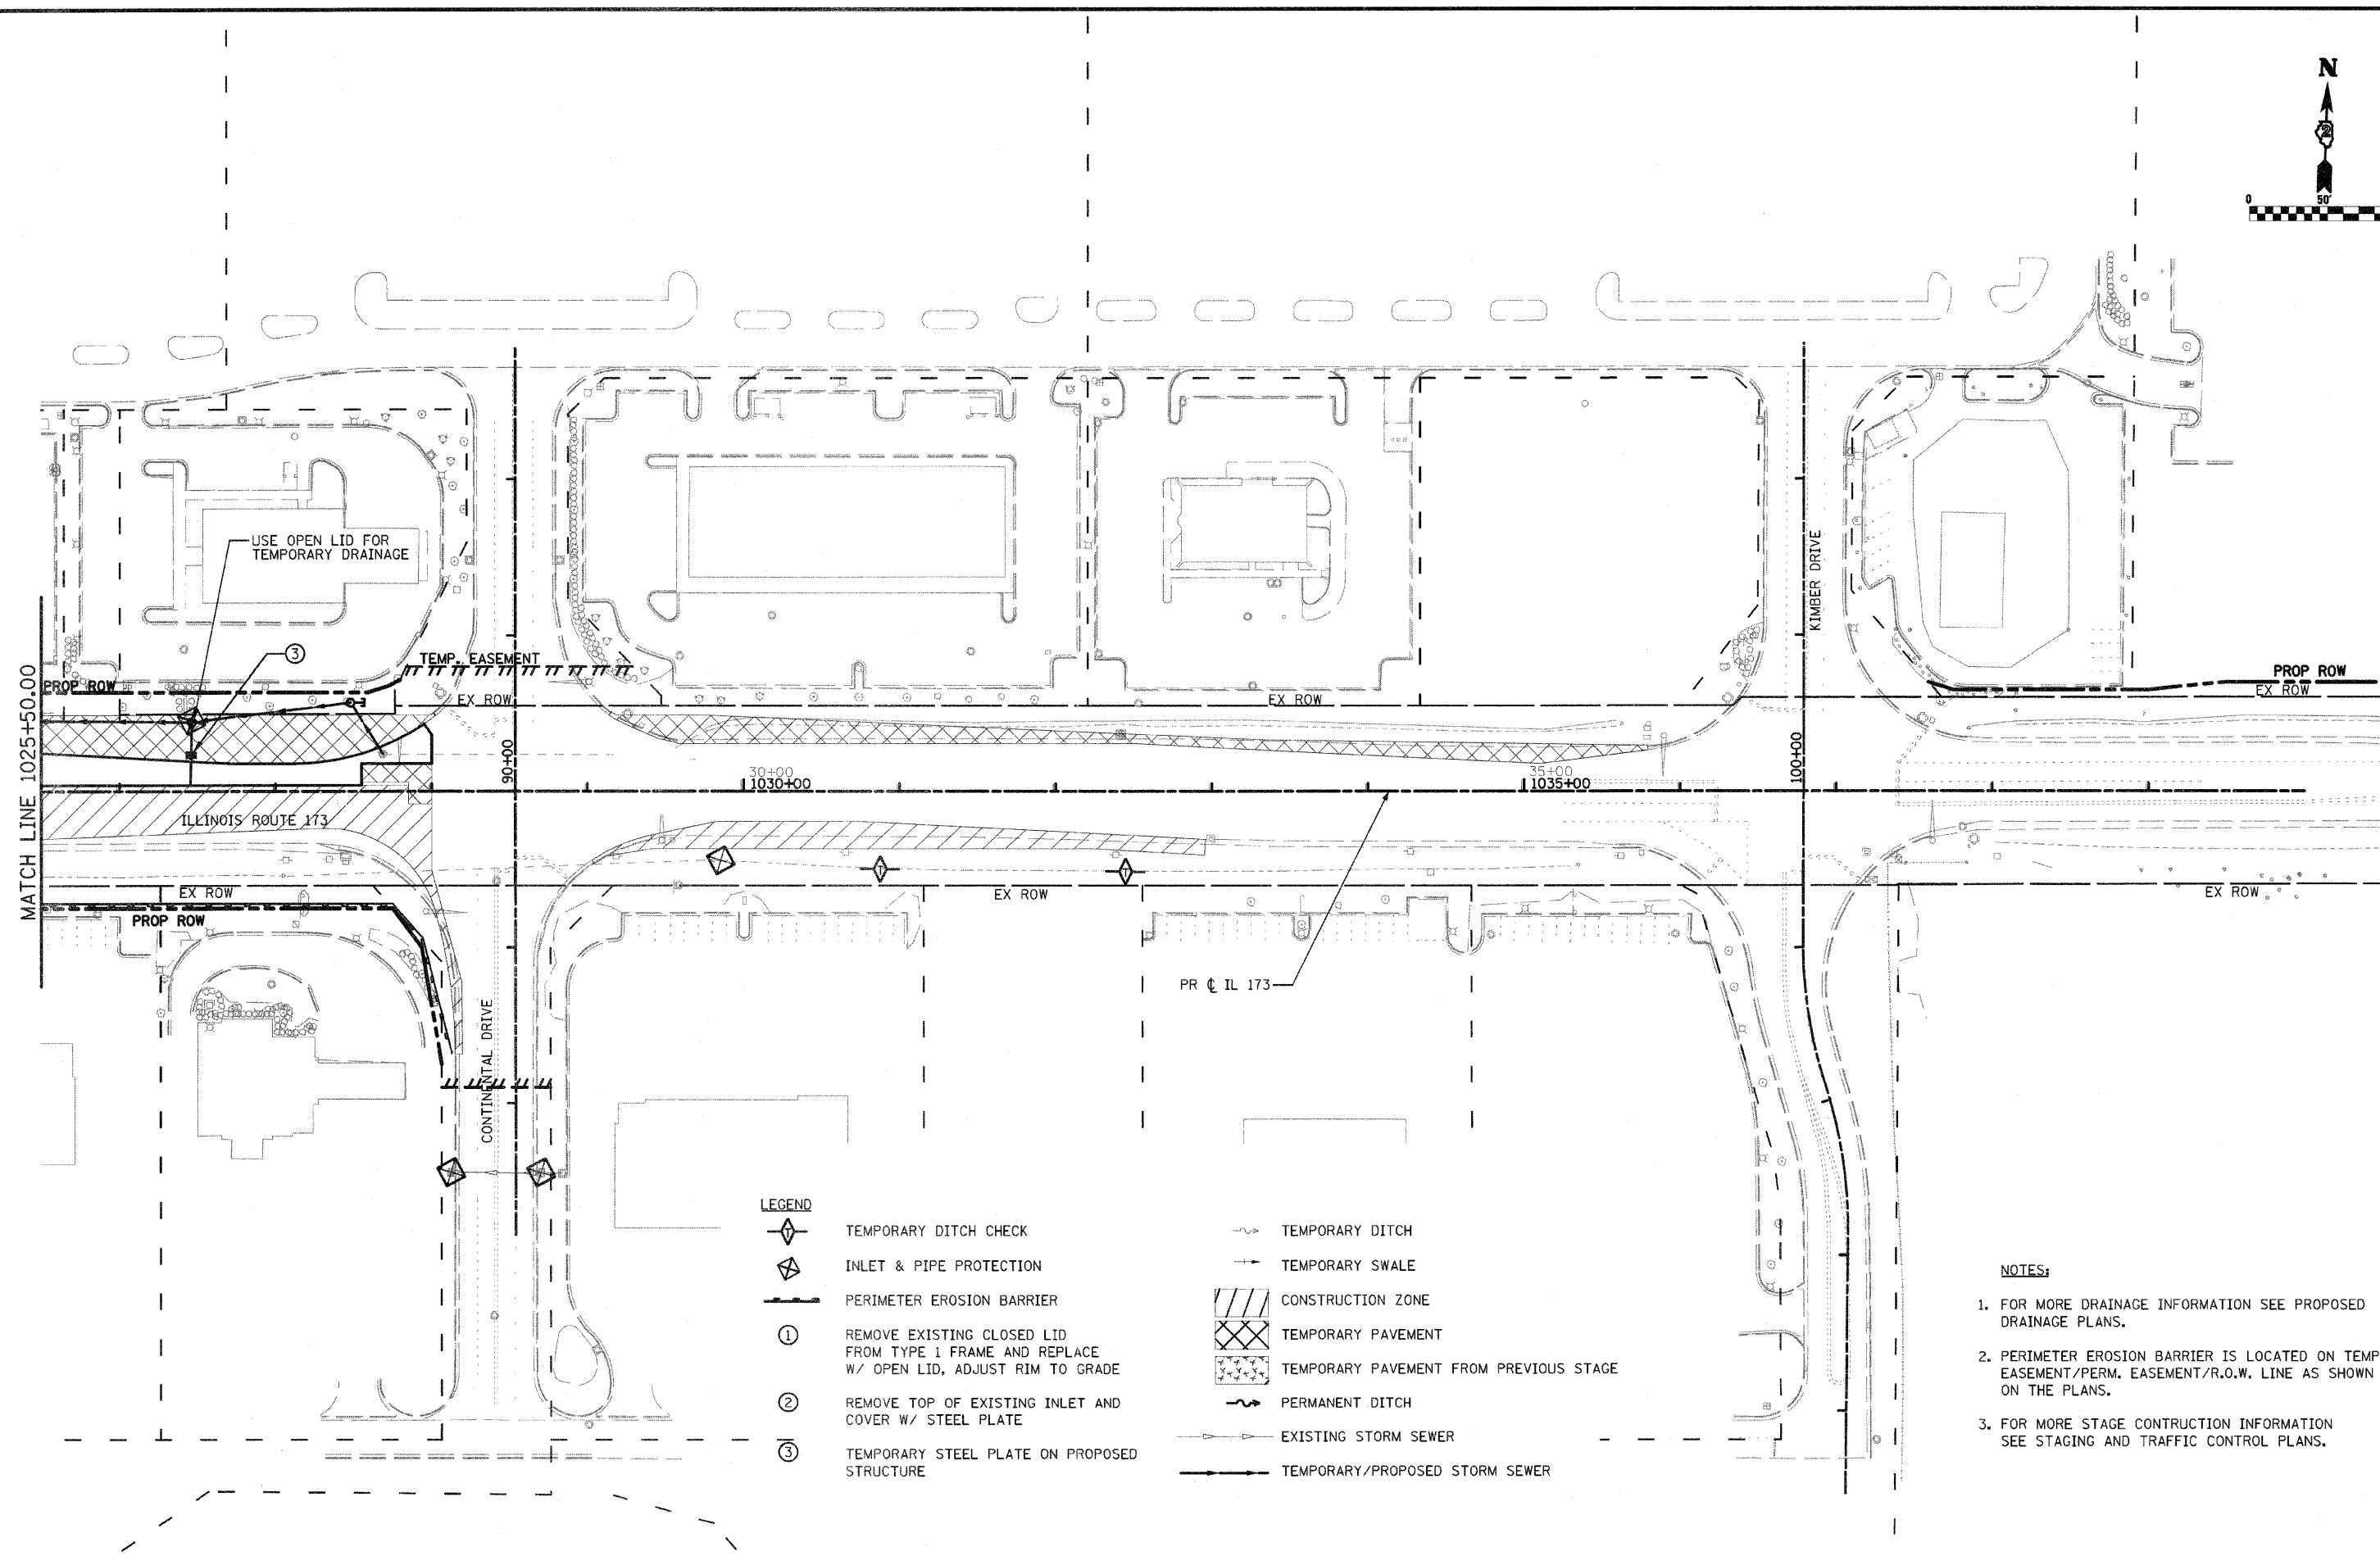 N
2
0
50'
USE OPEN LID FOR
TEMPORARY DRAINAGE
KIMBER DRIVE
3
TEMP. EASEMENT
PROP ROW
PROP ROW
EX ROW
EX ROW
EX ROW
MATCH LINE 1025+50.00
90+00
30+00
1030+00
35+00
1035+00
100+00
ILLINOIS ROUTE 173
T
T
EX ROW
EX ROW
EX ROW
PROP ROW
PR ℄ IL 173
CONTINENTAL DRIVE
LEGEND
T
TEMPORARY DITCH CHECK
INLET & PIPE PROTECTION
PERIMETER EROSION BARRIER
1
REMOVE EXISTING CLOSED LID
FROM TYPE 1 FRAME AND REPLACE
W/ OPEN LID, ADJUST RIM TO GRADE
2
REMOVE TOP OF EXISTING INLET AND
COVER W/ STEEL PLATE
3
TEMPORARY STEEL PLATE ON PROPOSED
STRUCTURE
TEMPORARY DITCH
TEMPORARY SWALE
CONSTRUCTION ZONE
TEMPORARY PAVEMENT
TEMPORARY PAVEMENT FROM PREVIOUS STAGE
PERMANENT DITCH
EXISTING STORM SEWER
TEMPORARY/PROPOSED STORM SEWER
NOTES:
1. FOR MORE DRAINAGE INFORMATION SEE PROPOSED
DRAINAGE PLANS.
2. PERIMETER EROSION BARRIER IS LOCATED ON TEMP
EASEMENT/PERM. EASEMENT/R.O.W. LINE AS SHOWN
ON THE PLANS.
3. FOR MORE STAGE CONTRUCTION INFORMATION
SEE STAGING AND TRAFFIC CONTROL PLANS.